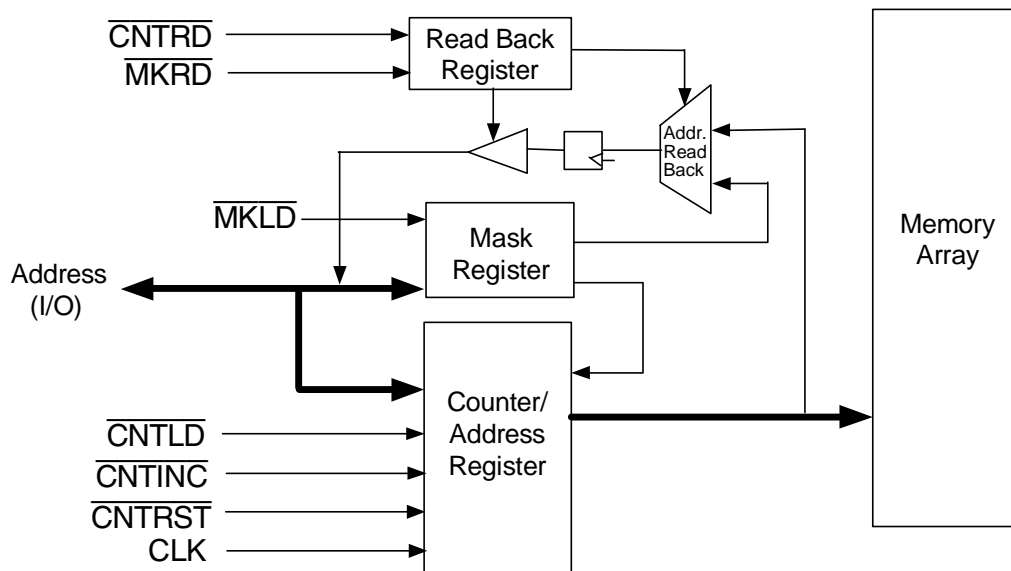 CNTRD
MKRD
Read Back
Register
Addr.
Read
Back
MKLD
Mask
Register
Memory
Array
Address
(I/O)
Counter/
Address
Register
CNTLD
CNTINC
CNTRST
CLK